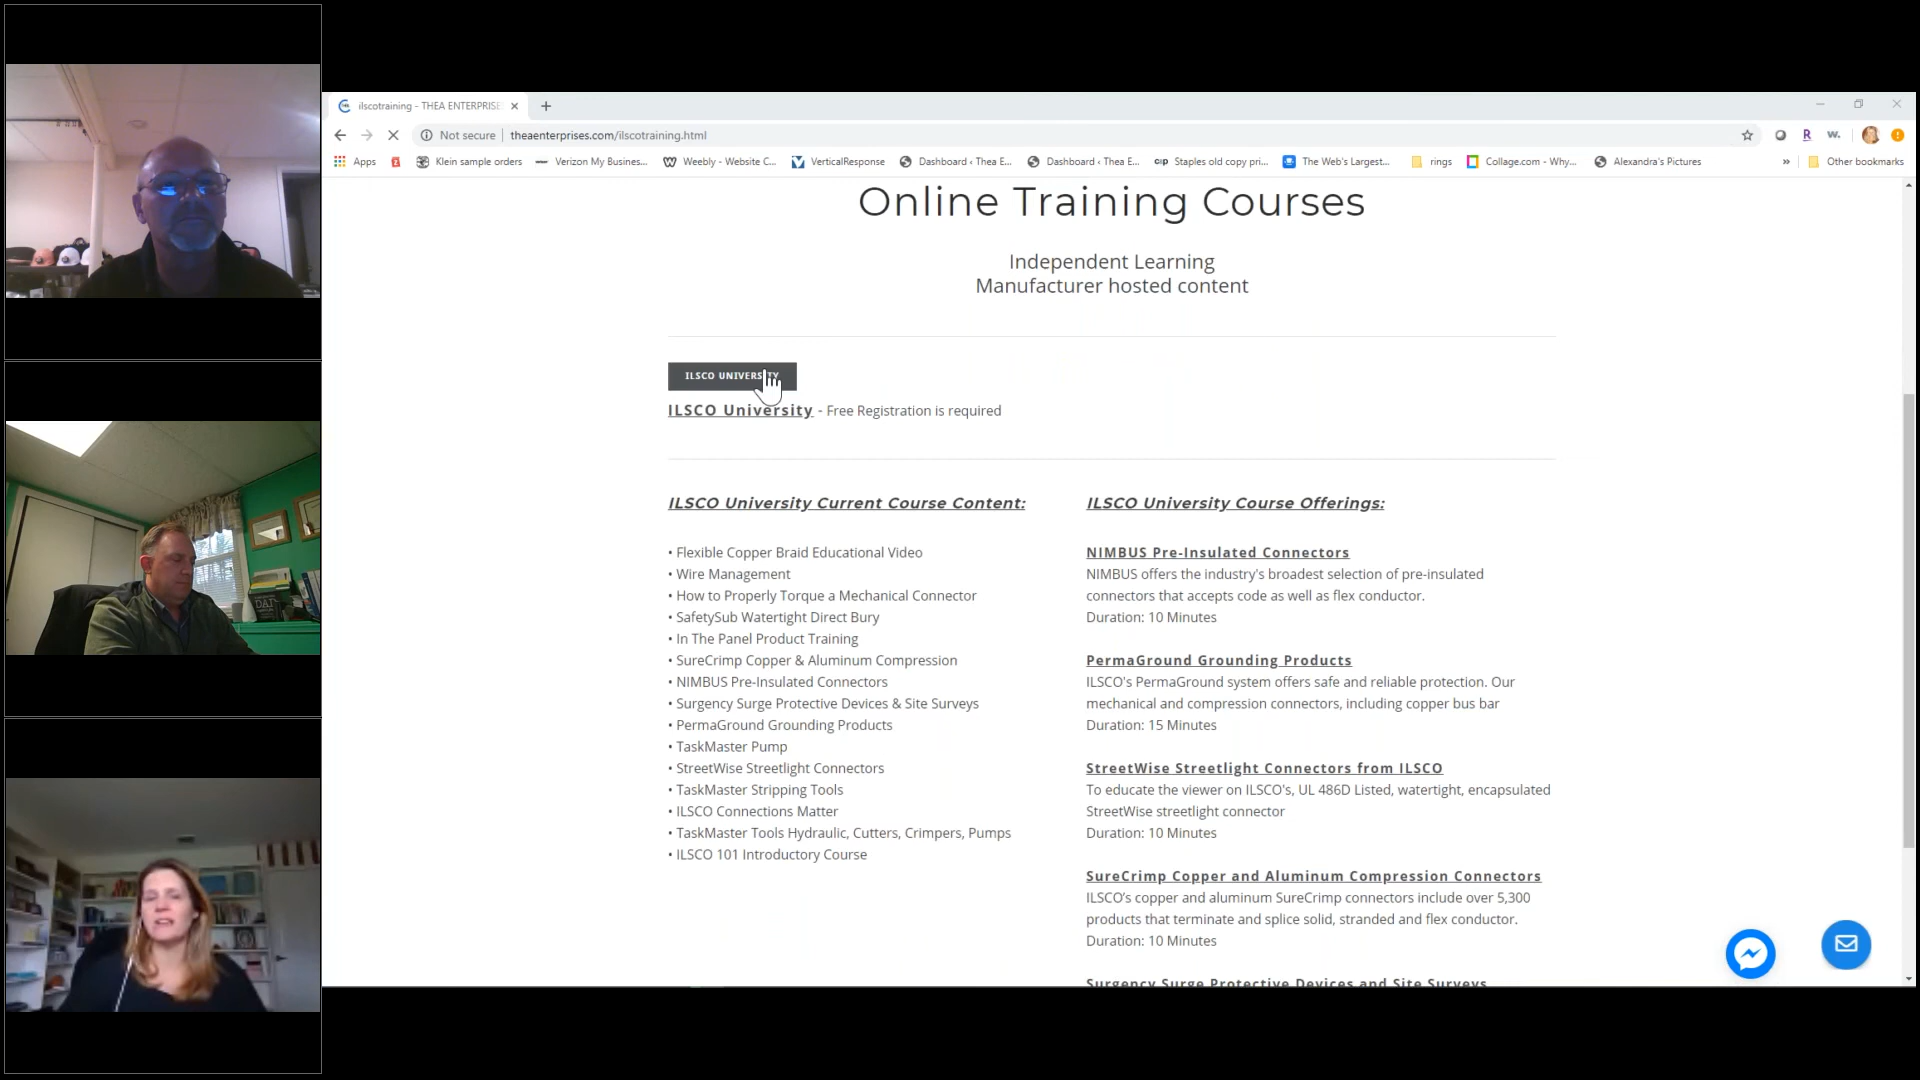 ilscotraining - THEA ENTERPRISE
Not secure
theaenterprises.com/ilscotraining.html
Apps
Klein sample orders
Verizon My Busines...
Weebly - Website C...
VerticalResponse
Dashboard ‹ Thea E...
Dashboard ‹ Thea E...
Staples old copy pri...
The Web's Largest...
rings
Collage.com - Why...
Alexandra's Pictures
»
Other bookmarks
Online Training Courses
Independent Learning
Manufacturer hosted content
ILSCO UNIVERSITY
ILSCO University - Free Registration is required
ILSCO University Current Course Content:
• Flexible Copper Braid Educational Video
• Wire Management
• How to Properly Torque a Mechanical Connector
• SafetySub Watertight Direct Bury
• In The Panel Product Training
• SureCrimp Copper & Aluminum Compression
• NIMBUS Pre-Insulated Connectors
• Surgency Surge Protective Devices & Site Surveys
• PermaGround Grounding Products
• TaskMaster Pump
• StreetWise Streetlight Connectors
• TaskMaster Stripping Tools
• ILSCO Connections Matter
• TaskMaster Tools Hydraulic, Cutters, Crimpers, Pumps
• ILSCO 101 Introductory Course
ILSCO University Course Offerings:
NIMBUS Pre-Insulated Connectors
NIMBUS offers the industry's broadest selection of pre-insulated
connectors that accepts code as well as flex conductor.
Duration: 10 Minutes
PermaGround Grounding Products
ILSCO's PermaGround system offers safe and reliable protection. Our
mechanical and compression connectors, including copper bus bar
Duration: 15 Minutes
StreetWise Streetlight Connectors from ILSCO
To educate the viewer on ILSCO's, UL 486D Listed, watertight, encapsulated
StreetWise streetlight connector
Duration: 10 Minutes
SureCrimp Copper and Aluminum Compression Connectors
ILSCO's copper and aluminum SureCrimp connectors include over 5,300
products that terminate and splice solid, stranded and flex conductor.
Duration: 10 Minutes
Surgency Surge Protective Devices and Site Surveys
DAD